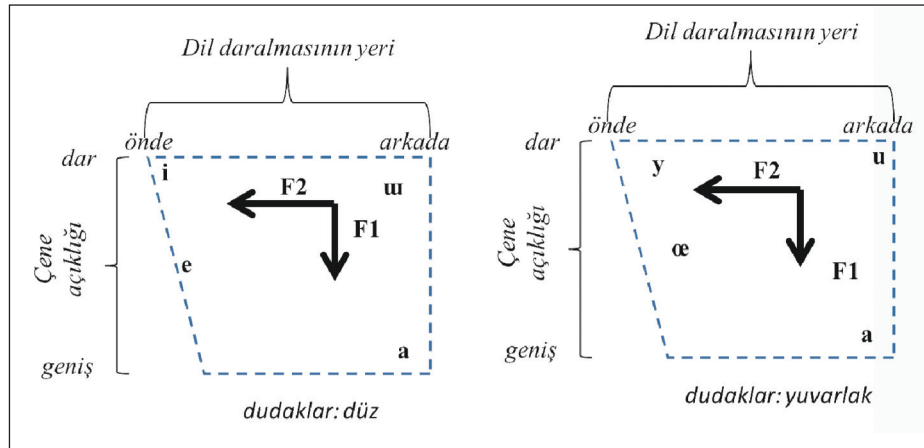 Dil daralmasının yeri
önde
arkada
dar
i
ɯ
F2
F1
Çene
açıklığı
e
a
geniş
dudaklar: düz
Dil daralmasının yeri
önde
arkada
dar
y
u
F2
Çene
açıklığı
œ
F1
a
geniş
dudaklar: yuvarlak